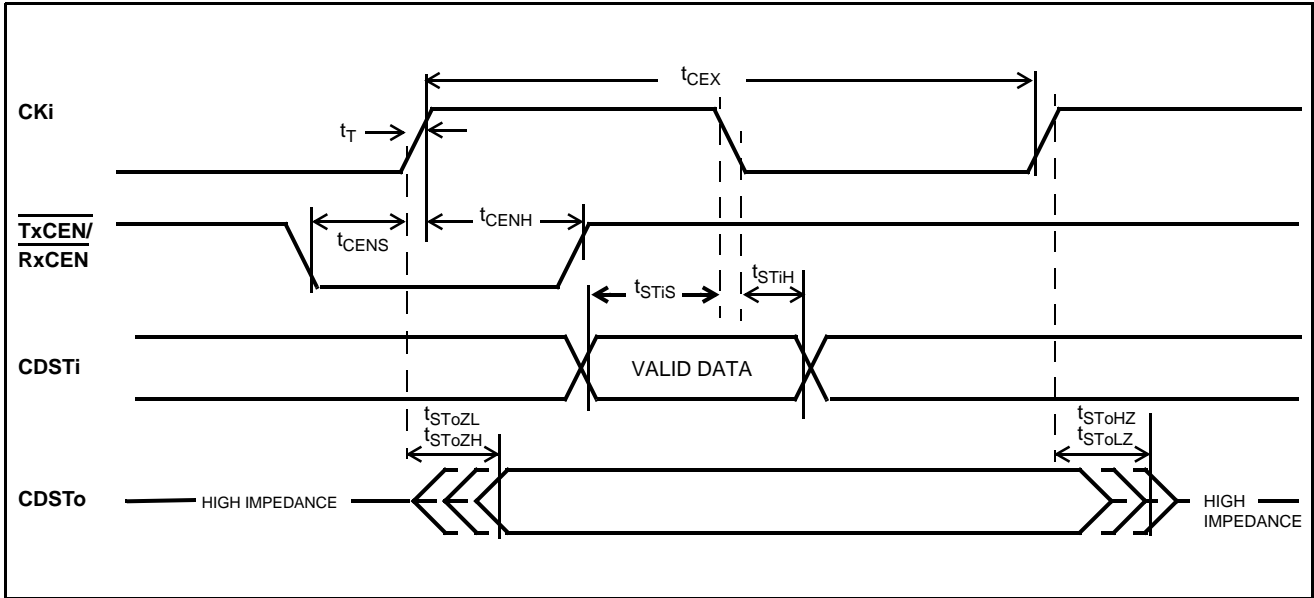 tCEX
CKi
tT
TxCEN/
RxCEN
tCENS
tCENH
tSTiS
tSTiH
CDSTi
VALID DATA
tSToZL
tSToZH
tSToHZ
tSToLZ
CDSTo
HIGH IMPEDANCE
HIGH
IMPEDANCE